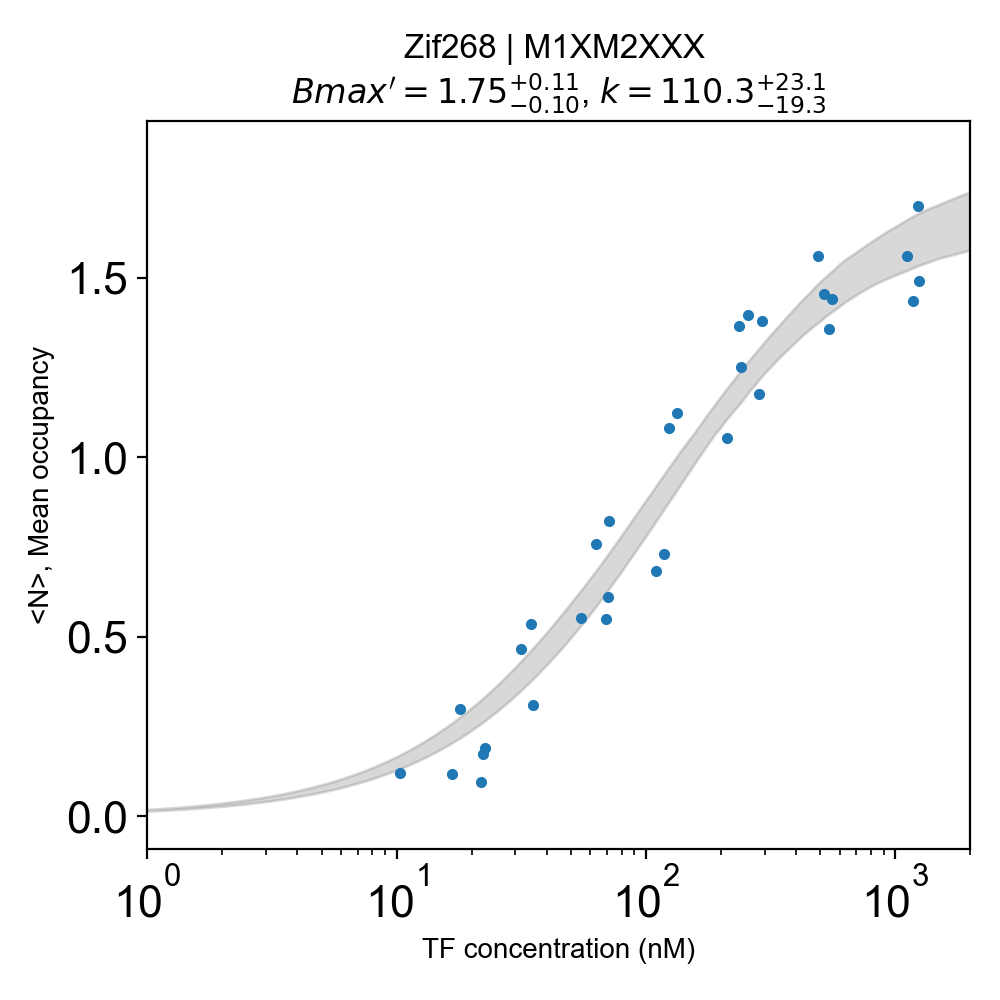 Zif268 | M1XM2XXX
Bmax′ = 1.75 +0.11 −0.10, k = 110.3 +23.1 −19.3
<N>, Mean occupancy
1.5
1.0
0.5
0.0
10^0 10^1 10^2 10^3
TF concentration (nM)